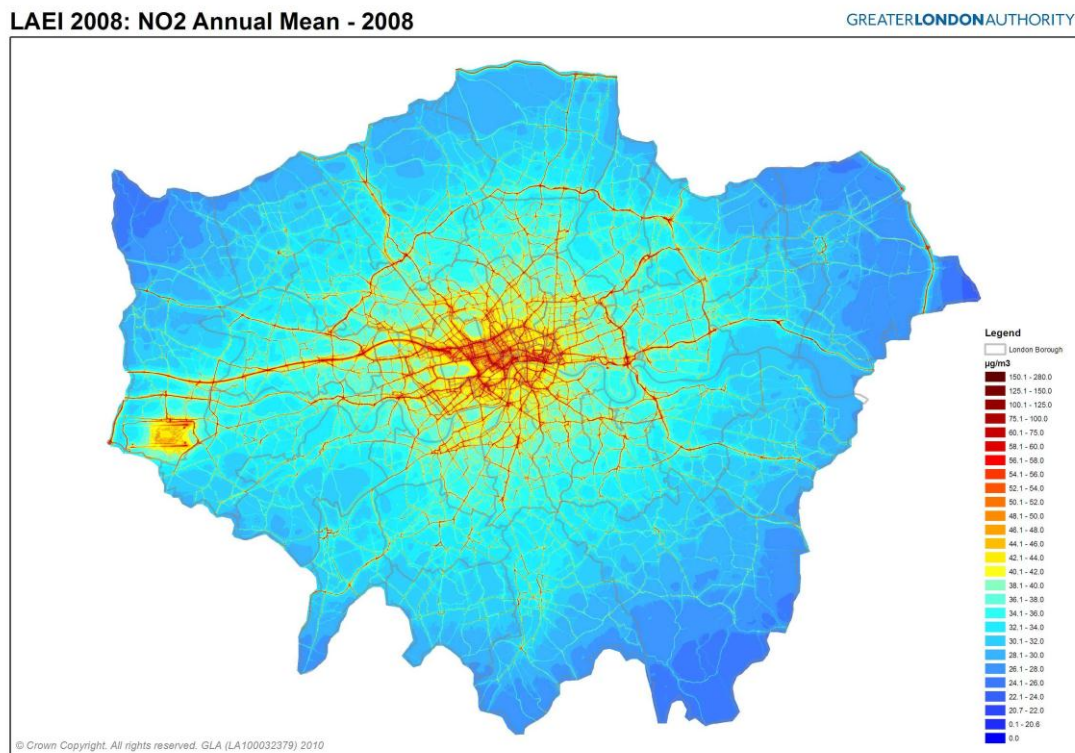 LAEI 2008: NO2 Annual Mean - 2008
GREATERLONDONAUTHORITY
Legend
London Borough
µg/m3
150.1 - 280.0
125.1 - 150.0
100.1 - 125.0
75.1 - 100.0
60.1 - 75.0
58.1 - 60.0
56.1 - 58.0
54.1 - 56.0
52.1 - 54.0
50.1 - 52.0
48.1 - 50.0
46.1 - 48.0
44.1 - 46.0
42.1 - 44.0
40.1 - 42.0
38.1 - 40.0
36.1 - 38.0
34.1 - 36.0
32.1 - 34.0
30.1 - 32.0
28.1 - 30.0
26.1 - 28.0
24.1 - 26.0
22.1 - 24.0
20.7 - 22.0
0.1 - 20.6
0.0
© Crown Copyright. All rights reserved. GLA (LA100032379) 2010